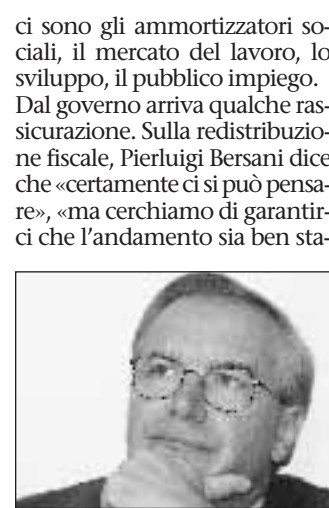 ci sono gli ammortizzatori so-
ciali, il mercato del lavoro, lo
sviluppo, il pubblico impiego.
Dal governo arriva qualche ras-
sicurazione. Sulla redistribuzio-
ne fiscale, Pierluigi Bersani dice
che «certamente ci si può pensa-
re», «ma cerchiamo di garantir-
ci che l'andamento sia ben sta-